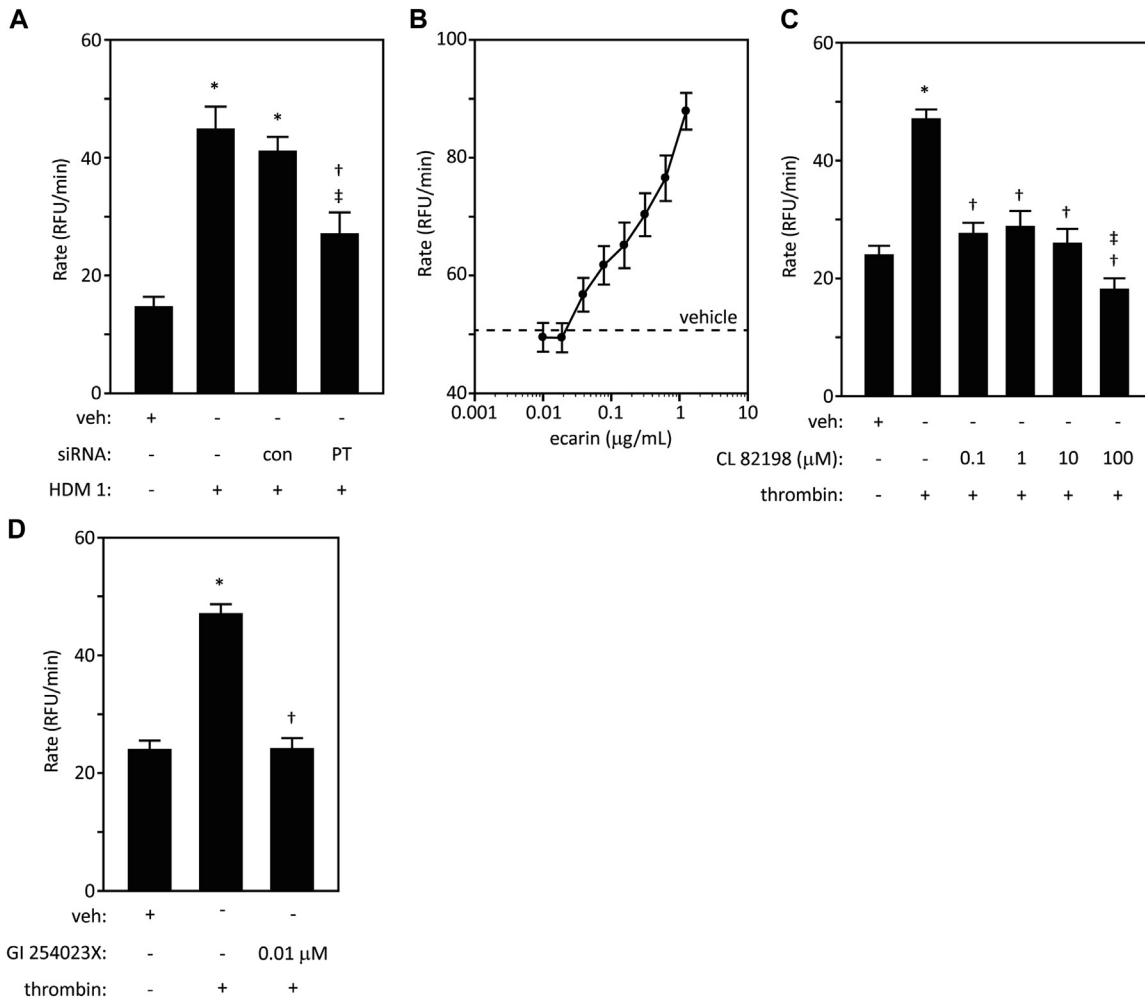 A
60
40
20
0
Rate (RFU/min)
*
*
†
‡
veh: + - - -
siRNA: - - con PT
HDM 1: - + + +
B
100
80
60
40
Rate (RFU/min)
vehicle
0.001 0.01 0.1 1 10
ecarin (μg/mL)
C
60
40
20
0
Rate (RFU/min)
*
†
†
†
‡
†
veh: + - - - - -
CL 82198 (μM): - - 0.1 1 10 100
thrombin: - + + + + +
D
60
40
20
0
Rate (RFU/min)
*
†
veh: + - -
GI 254023X: - - 0.01 μM
thrombin: - + +